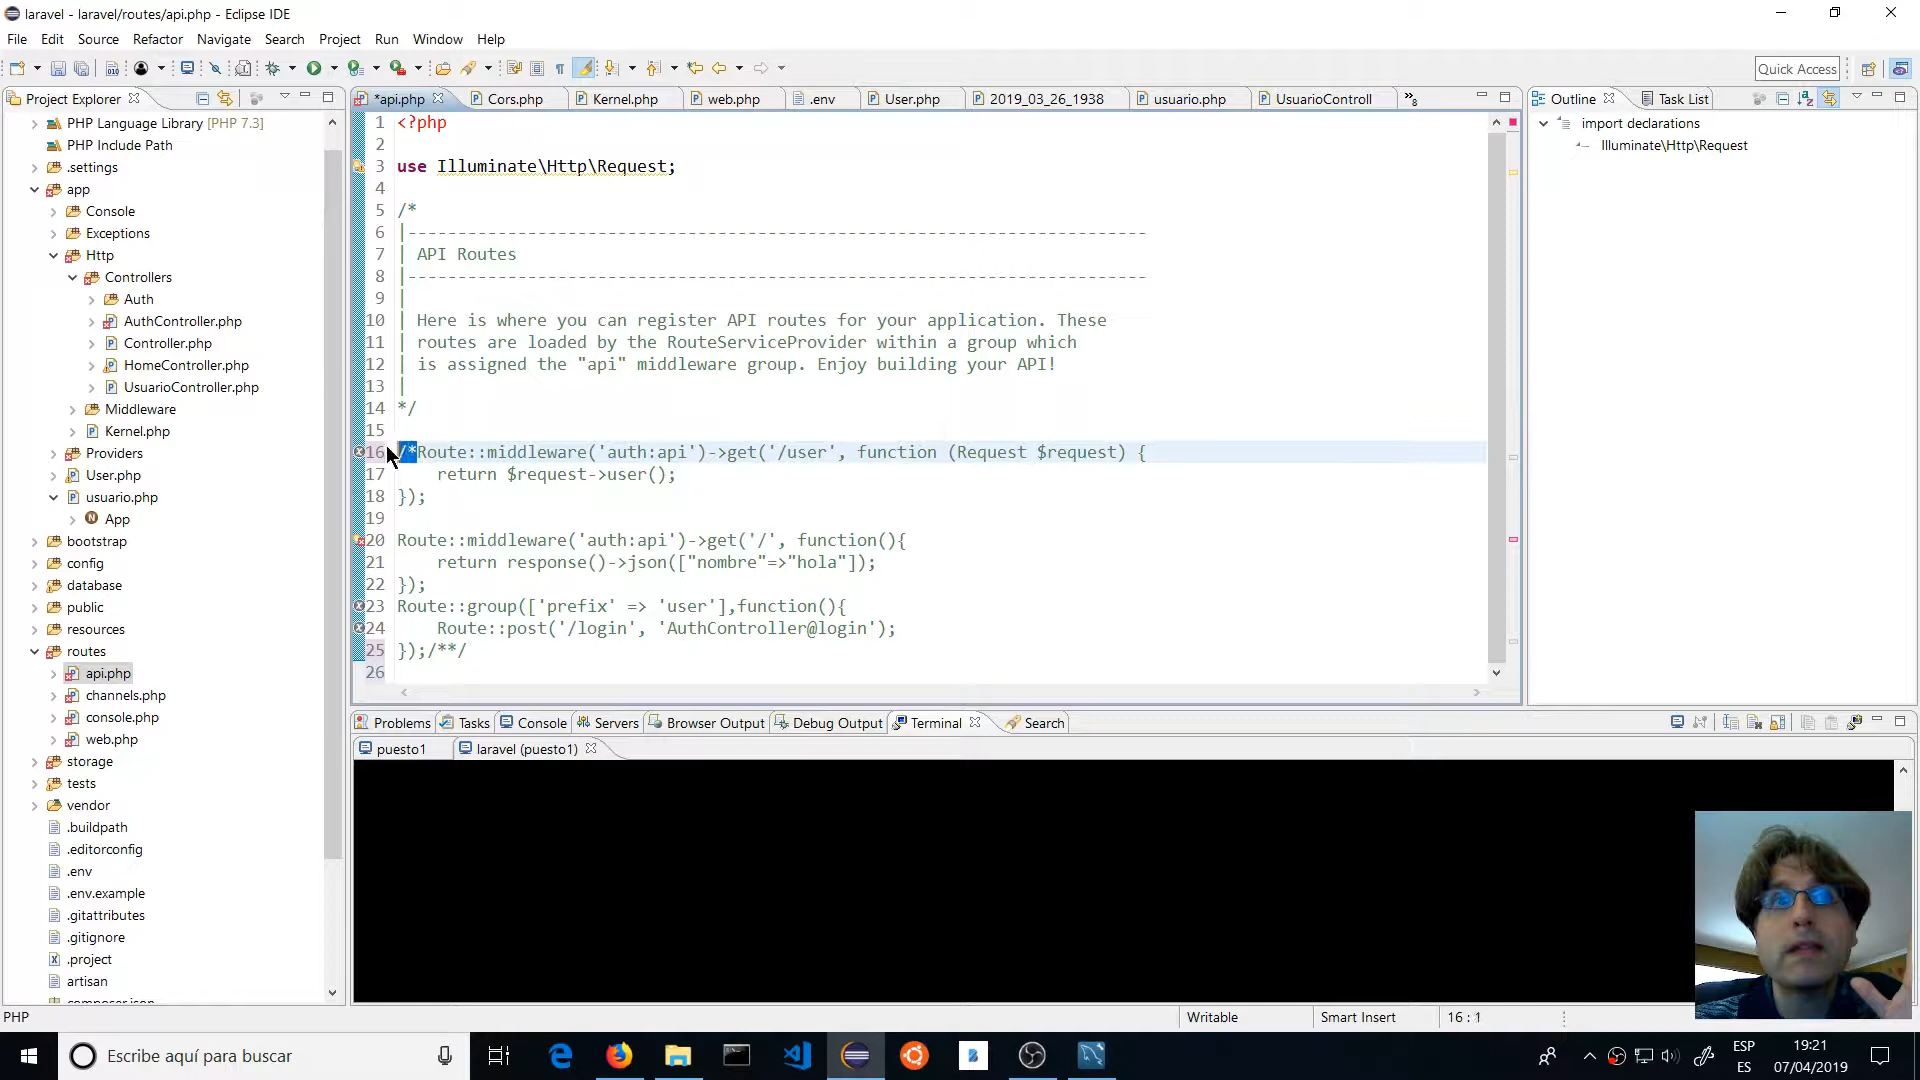 laravel - laravel/routes/api.php - Eclipse IDE
File Edit Source Refactor Navigate Search Project Run Window Help
Quick Access
Project Explorer
PHP Language Library [PHP 7.3]
PHP Include Path
.settings
app
Console
Exceptions
Http
Controllers
Auth
AuthController.php
Controller.php
HomeController.php
UsuarioController.php
Middleware
Kernel.php
Providers
User.php
usuario.php
App
bootstrap
config
database
public
resources
routes
api.php
channels.php
console.php
web.php
storage
tests
vendor
.buildpath
.editorconfig
.env
.env.example
.gitattributes
.gitignore
.project
artisan
composer.json
*api.php Cors.php Kernel.php web.php .env User.php 2019_03_26_1938 usuario.php UsuarioControll »8
1 <?php
2
3 use Illuminate\Http\Request;
4
5 /*
6 |--------------------------------------------------------------------------
7 | API Routes
8 |--------------------------------------------------------------------------
9 |
10 | Here is where you can register API routes for your application. These
11 | routes are loaded by the RouteServiceProvider within a group which
12 | is assigned the "api" middleware group. Enjoy building your API!
13 |
14 */
15
16 /*Route::middleware('auth:api')->get('/user', function (Request $request) {
17     return $request->user();
18 });
19
20 Route::middleware('auth:api')->get('/', function(){
21     return response()->json(["nombre"=>"hola"]);
22 });
23 Route::group(['prefix' => 'user'],function(){
24     Route::post('/login', 'AuthController@login');
25 });/**/
26
Outline Task List
import declarations
Illuminate\Http\Request
Problems Tasks Console Servers Browser Output Debug Output Terminal Search
puesto1 laravel (puesto1)
PHP Writable Smart Insert 16 : 1
Escribe aquí para buscar
ESP
ES
19:21
07/04/2019